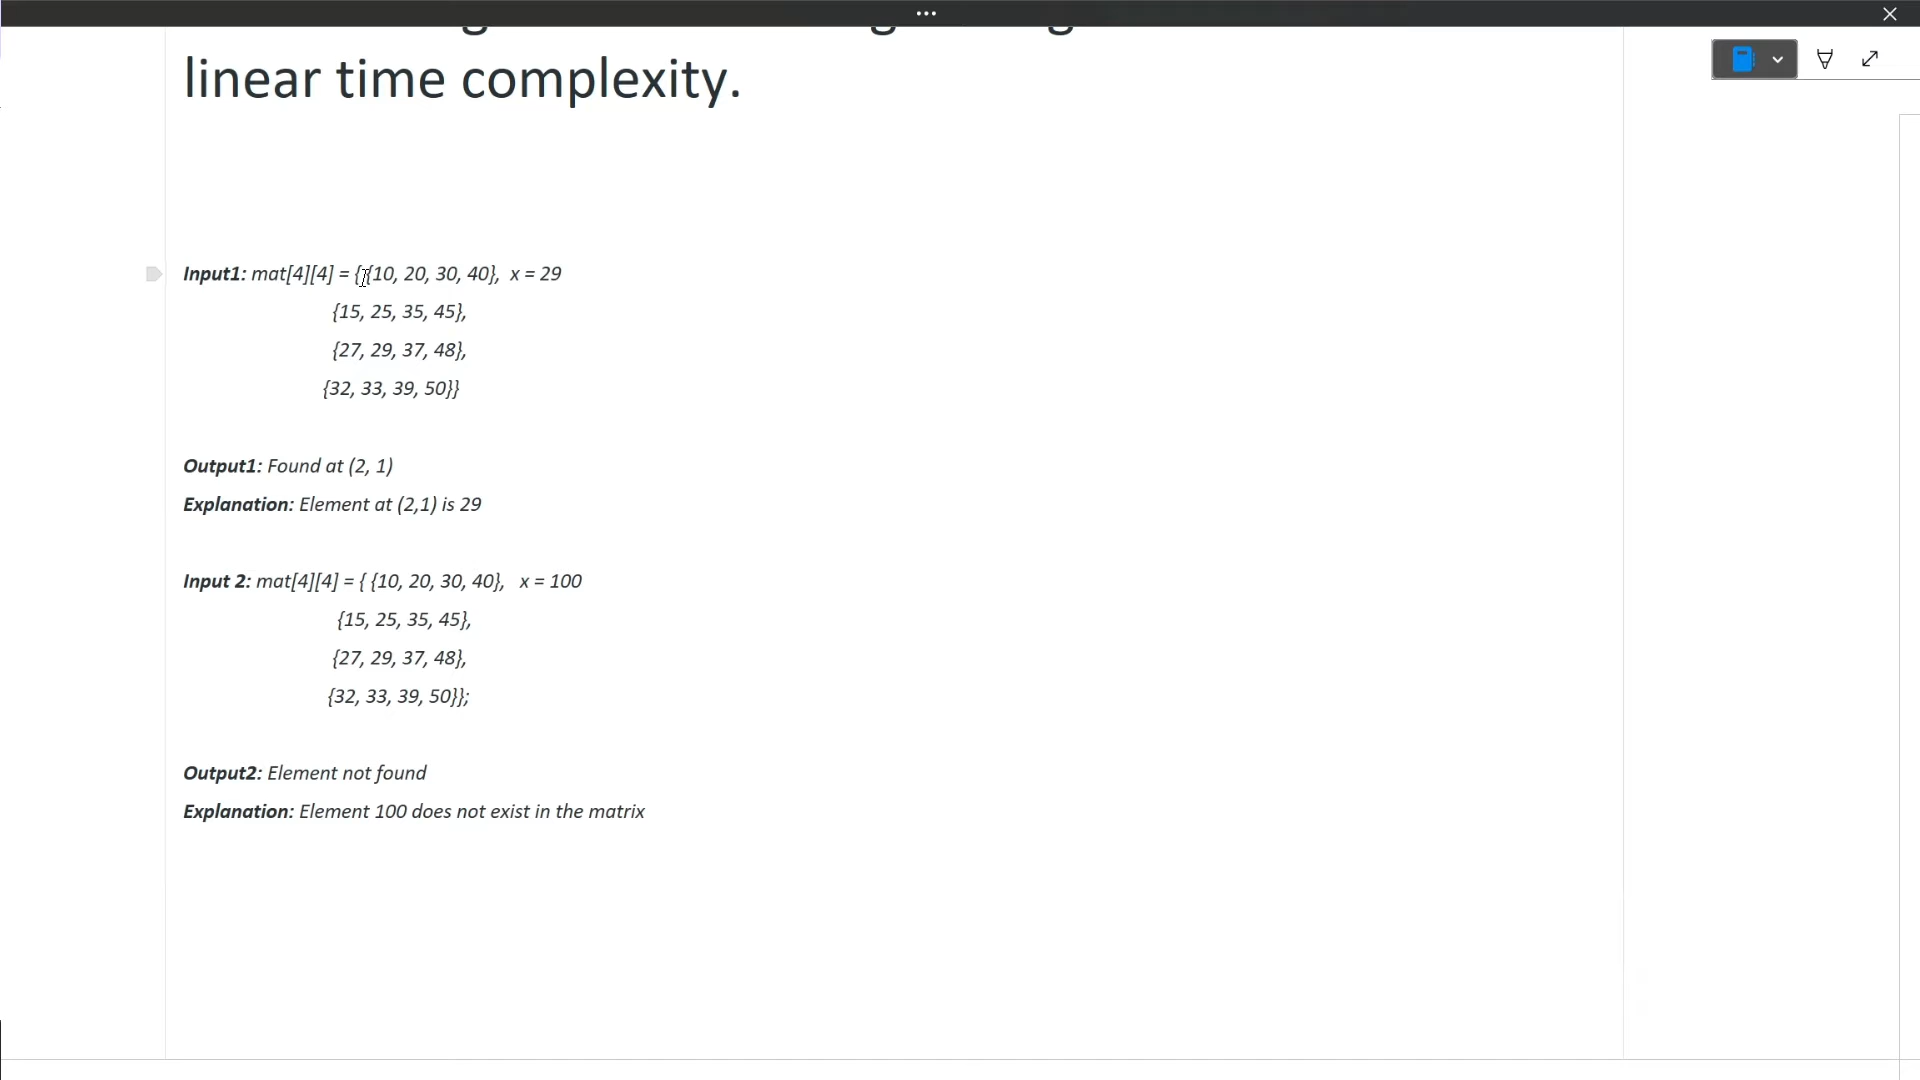 linear time complexity.
Input1: mat[4][4] = { {10, 20, 30, 40}, x = 29
{15, 25, 35, 45},
{27, 29, 37, 48},
{32, 33, 39, 50}}
Output1: Found at (2, 1)
Explanation: Element at (2,1) is 29
Input 2: mat[4][4] = { {10, 20, 30, 40}, x = 100
{15, 25, 35, 45},
{27, 29, 37, 48},
{32, 33, 39, 50}};
Output2: Element not found
Explanation: Element 100 does not exist in the matrix